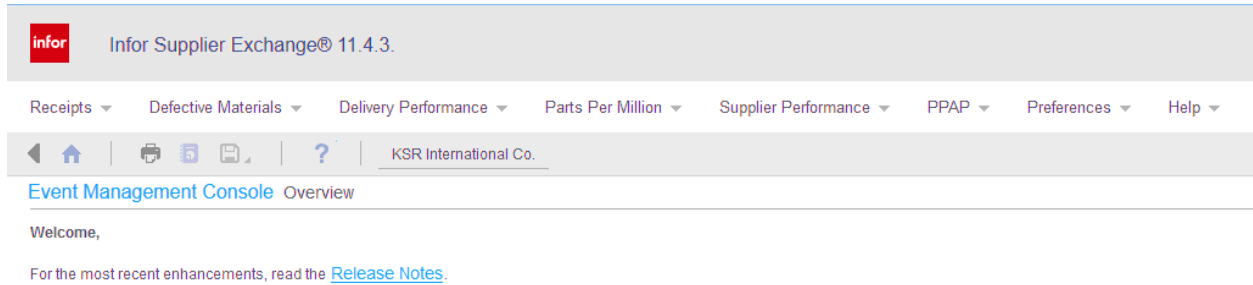 infor
Infor Supplier Exchange® 11.4.3.
Receipts Defective Materials Delivery Performance Parts Per Million Supplier Performance PPAP Preferences Help
? KSR International Co.
Event Management Console Overview
Welcome,
For the most recent enhancements, read the Release Notes.